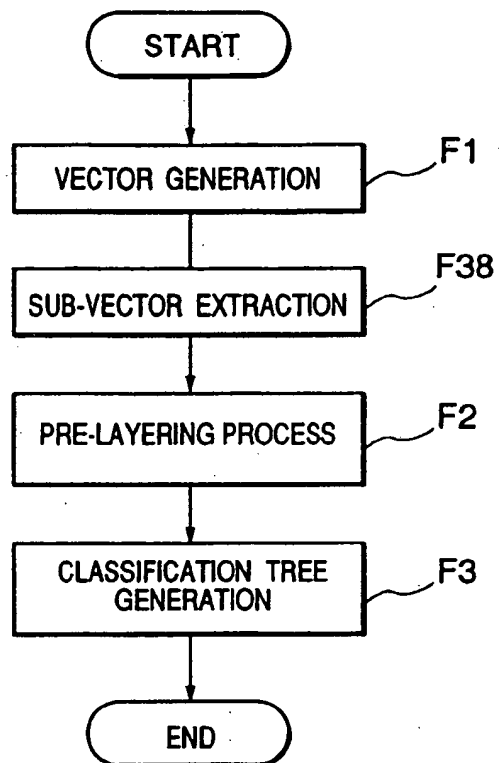 START
VECTOR GENERATION
F1
SUB-VECTOR EXTRACTION
F38
PRE-LAYERING PROCESS
F2
CLASSIFICATION TREE
GENERATION
F3
END